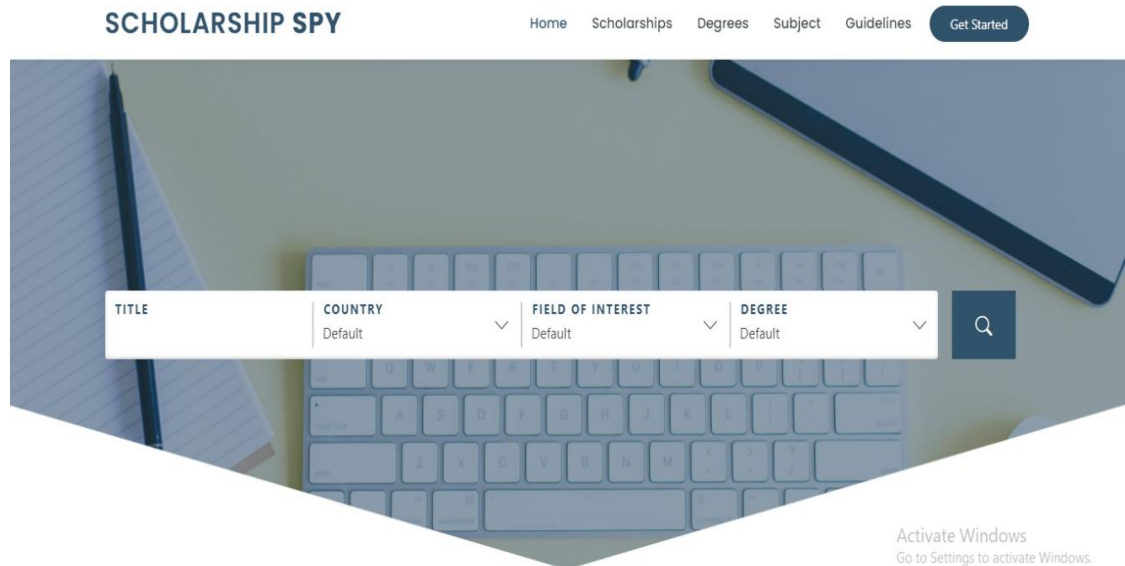 SCHOLARSHIP SPY
Home Scholarships Degrees Subject Guidelines Get Started
TITLE COUNTRY FIELD OF INTEREST DEGREE
Default Default Default
Q W E R T Y U I O P
A S D F G H J K L
Z X C V B N M
command
Activate Windows
Go to Settings to activate Windows.